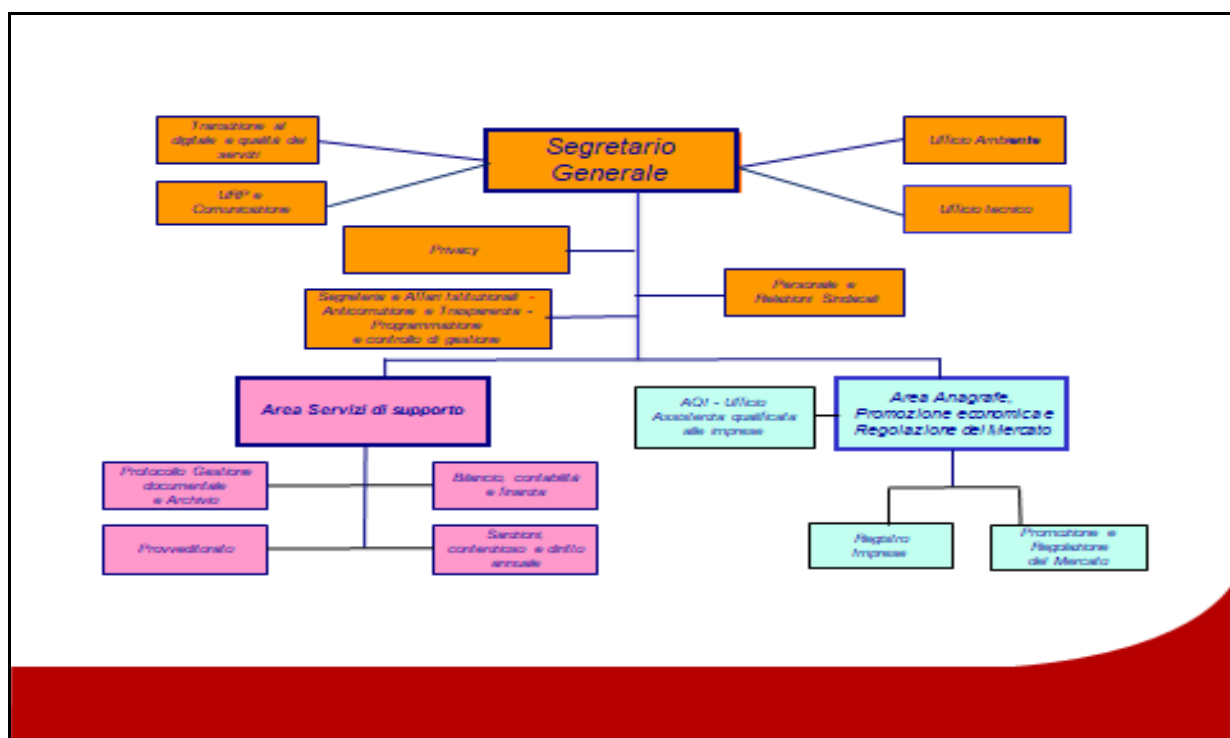 Transizione al
digitale e qualità dei
servizi
Segretario
Generale
Ufficio Ambiente
URP e
Comunicazione
Ufficio tecnico
Privacy
Personale e
Relazioni Sindacali
Segreteria e Affari Istituzionali -
Anticorruzione e Trasparenza -
Programmazione
e controllo di gestione
Area Servizi di supporto
AQI - Ufficio
Assistenza qualificata
alle imprese
Area Anagrafe,
Promozione economica e
Regolazione del Mercato
Protocollo Gestione
documentale
e Archivio
Bilancio, contabilità
e finanza
Provveditorato
Sanzioni,
contenzioso e diritto
annuale
Registro
Imprese
Promozione e
Regolazione
del Mercato